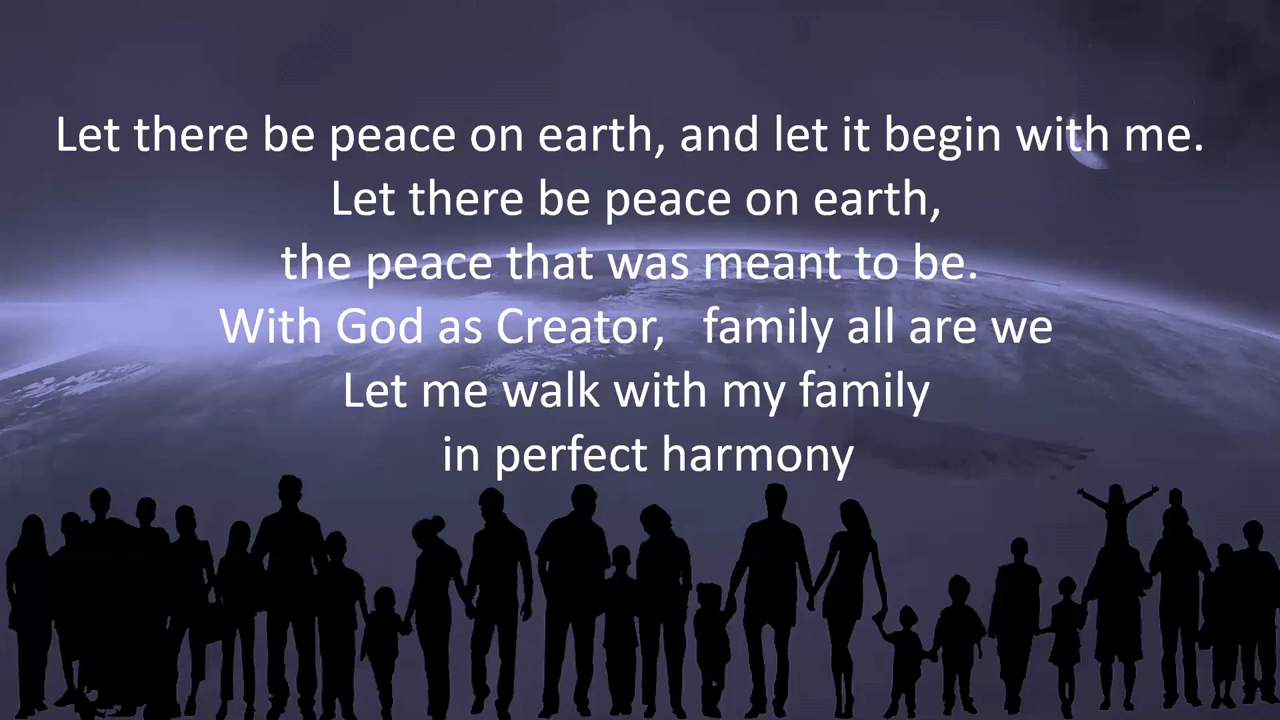 Let there be peace on earth, and let it begin with me.
Let there be peace on earth,
the peace that was meant to be.
With God as Creator,   family all are we
Let me walk with my family
in perfect harmony